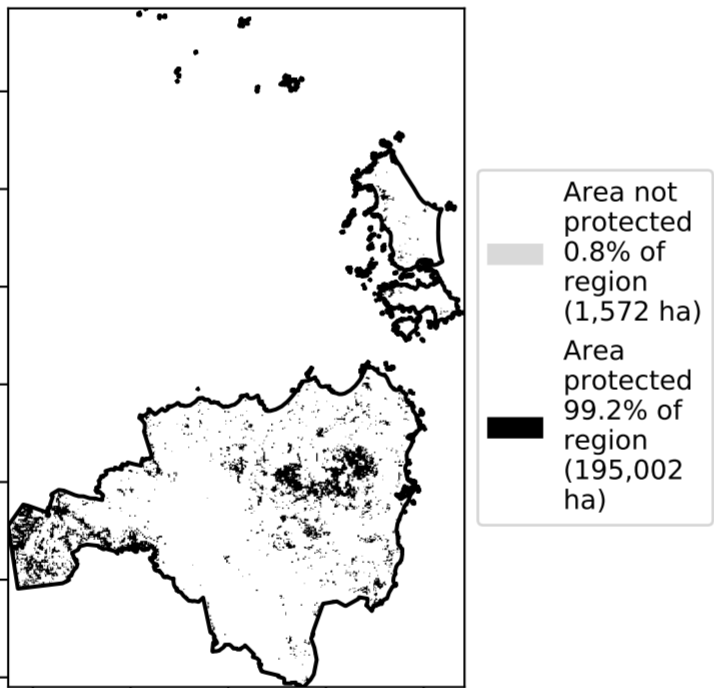 Area not
protected
0.8% of
region
(1,572 ha)
Area
protected
99.2% of
region
(195,002
ha)